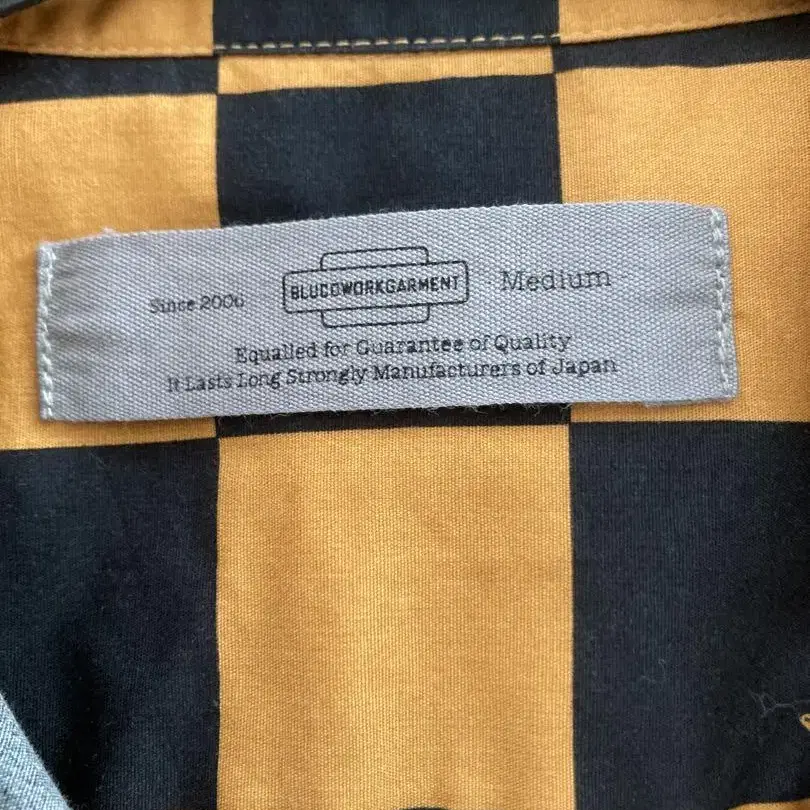 Since 2006 BLUCOWORKGARMENT Medium
Equalled for Guarantee of Quality
It Lasts Long Strongly Manufacturers of Japan